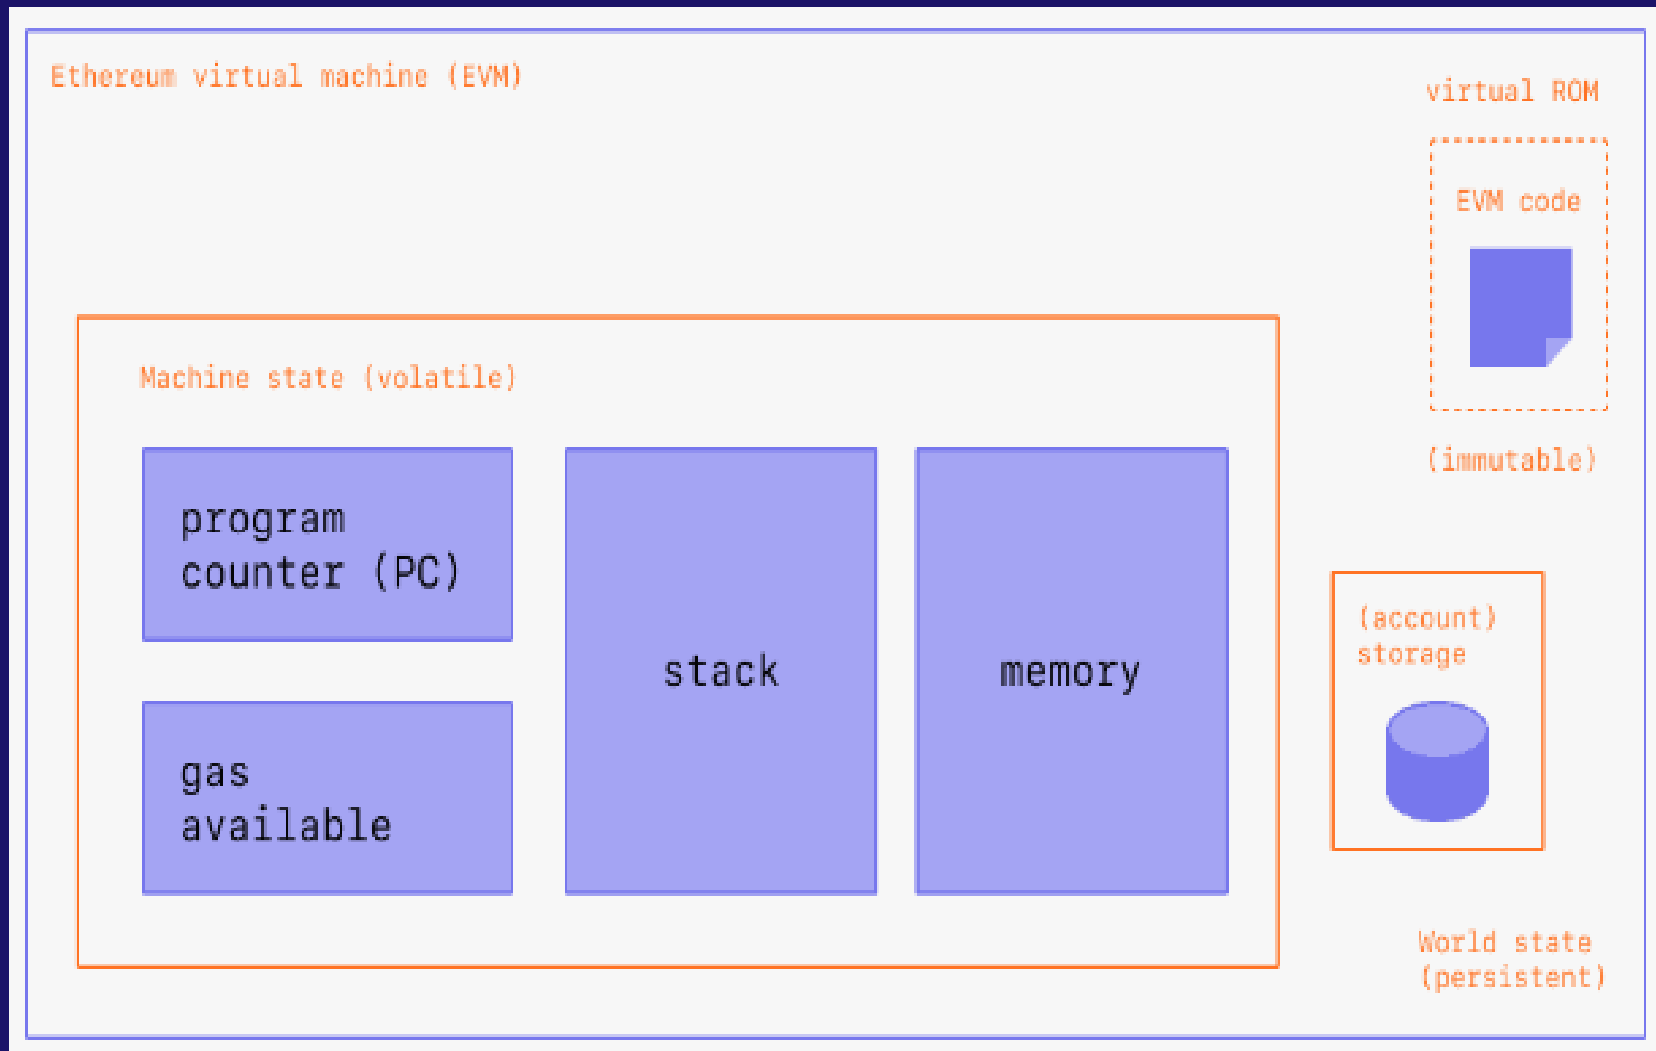 Ethereum virtual machine (EVM)
virtual ROM
EVM code
(immutable)
Machine state (volatile)
program
counter (PC)
gas
available
stack
memory
(account)
storage
World state
(persistent)